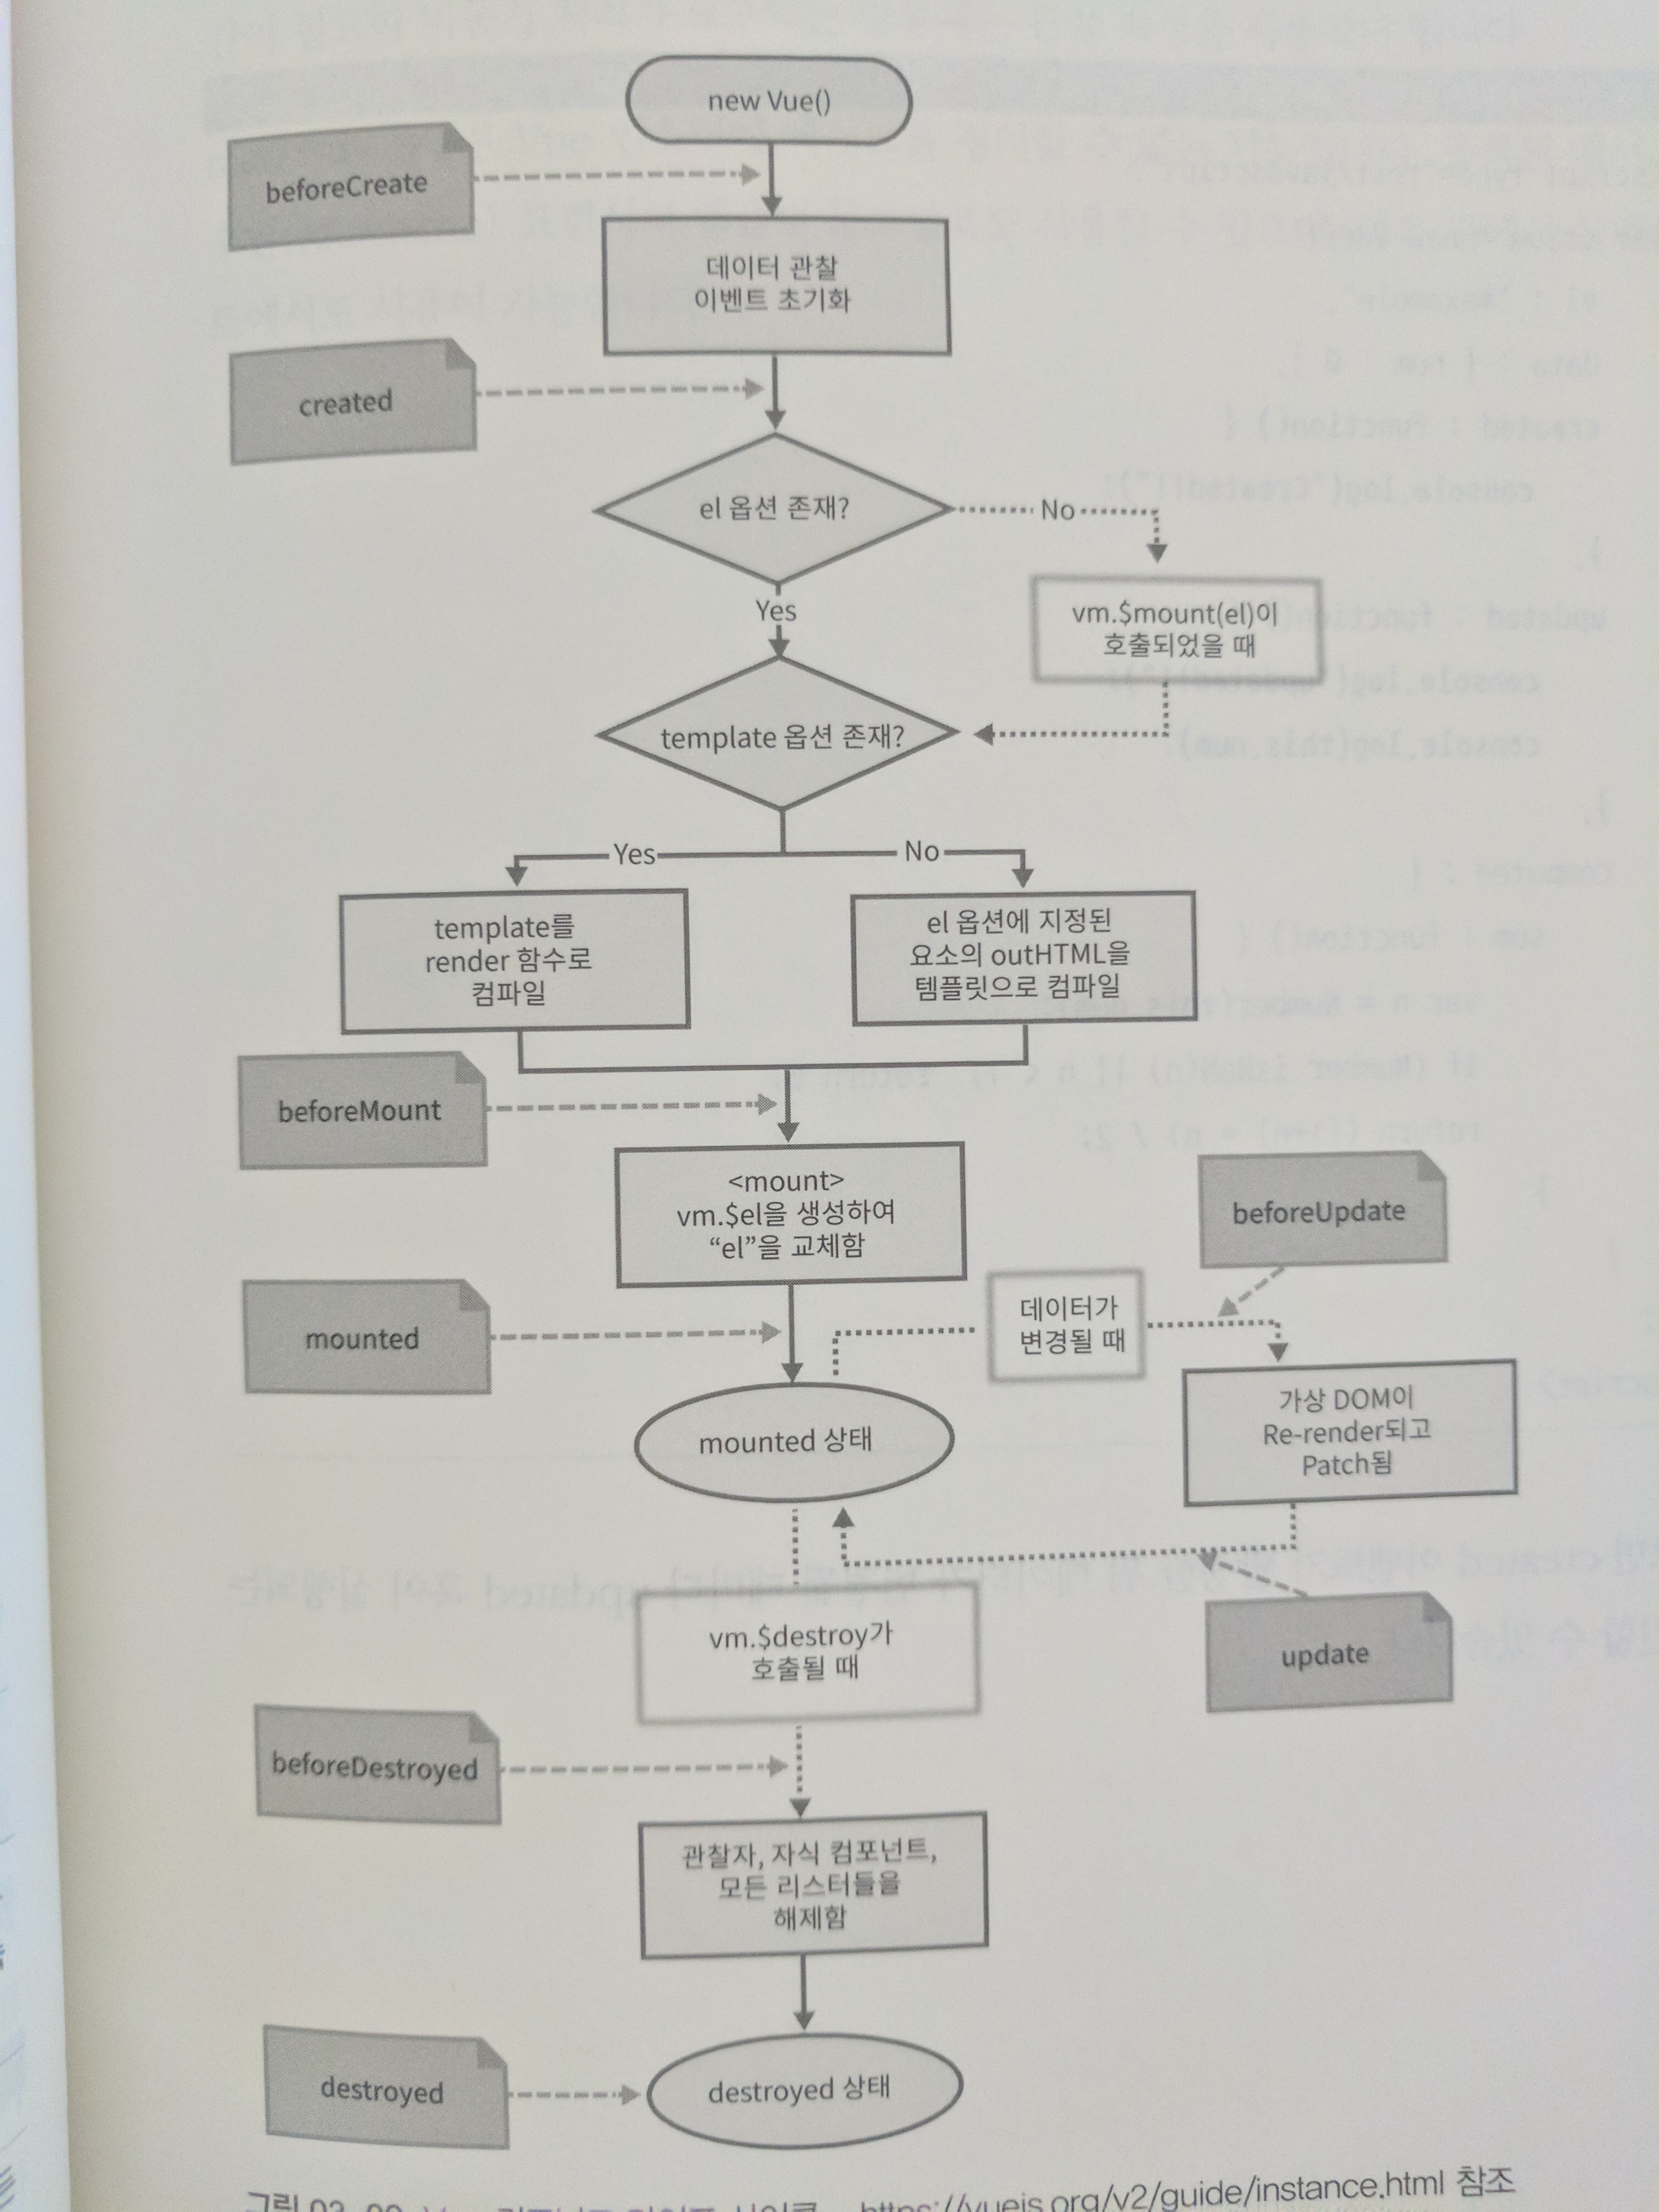 new Vue()
beforeCreate
데이터 관찰
이벤트 초기화
created
el 옵션 존재?
No
Yes
vm.$mount(el)이
호출되었을 때
template 옵션 존재?
Yes
No
template를
render 함수로
컴파일
el 옵션에 지정된
요소의 outHTML을
템플릿으로 컴파일
beforeMount
<mount>
vm.$el을 생성하여
“el”을 교체함
beforeUpdate
mounted
데이터가
변경될 때
가상 DOM이
Re-render되고
Patch됨
mounted 상태
update
vm.$destroy가
호출될 때
beforeDestroyed
관찰자, 자식 컴포넌트,
모든 리스터들을
해제함
destroyed
destroyed 상태
https://vuejs.org/v2/guide/instance.html 참조